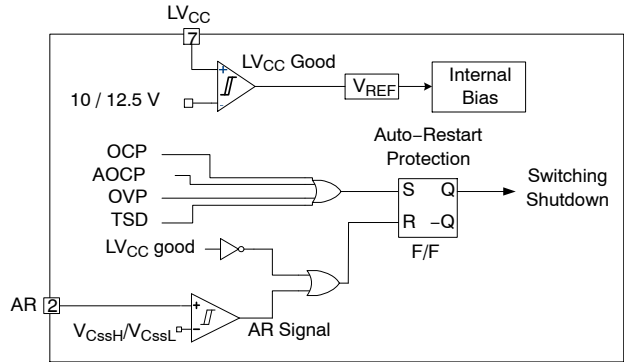 LVCC
7
LVCC Good
+
-
10 / 12.5 V
VREF
Internal
Bias
Auto−Restart
Protection
OCP
AOCP
OVP
TSD
S Q
R −Q
F/F
Switching
Shutdown
LVCC good
AR 2
+
−
VCssH/VCssL
AR Signal